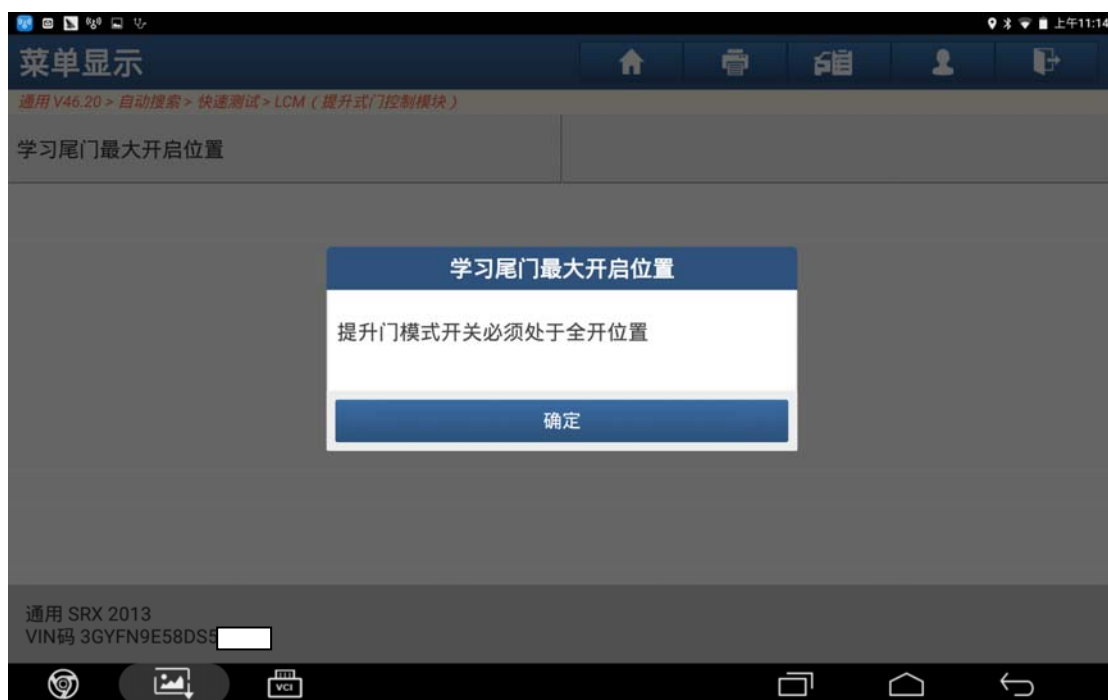 上午11:14
菜单显示
通用 V46.20 > 自动搜索 > 快速测试 > LCM（提升式门控制模块）
学习尾门最大开启位置
学习尾门最大开启位置
提升门模式开关必须处于全开位置
确定
通用 SRX 2013
VIN码 3GYFN9E58DS5
VCI